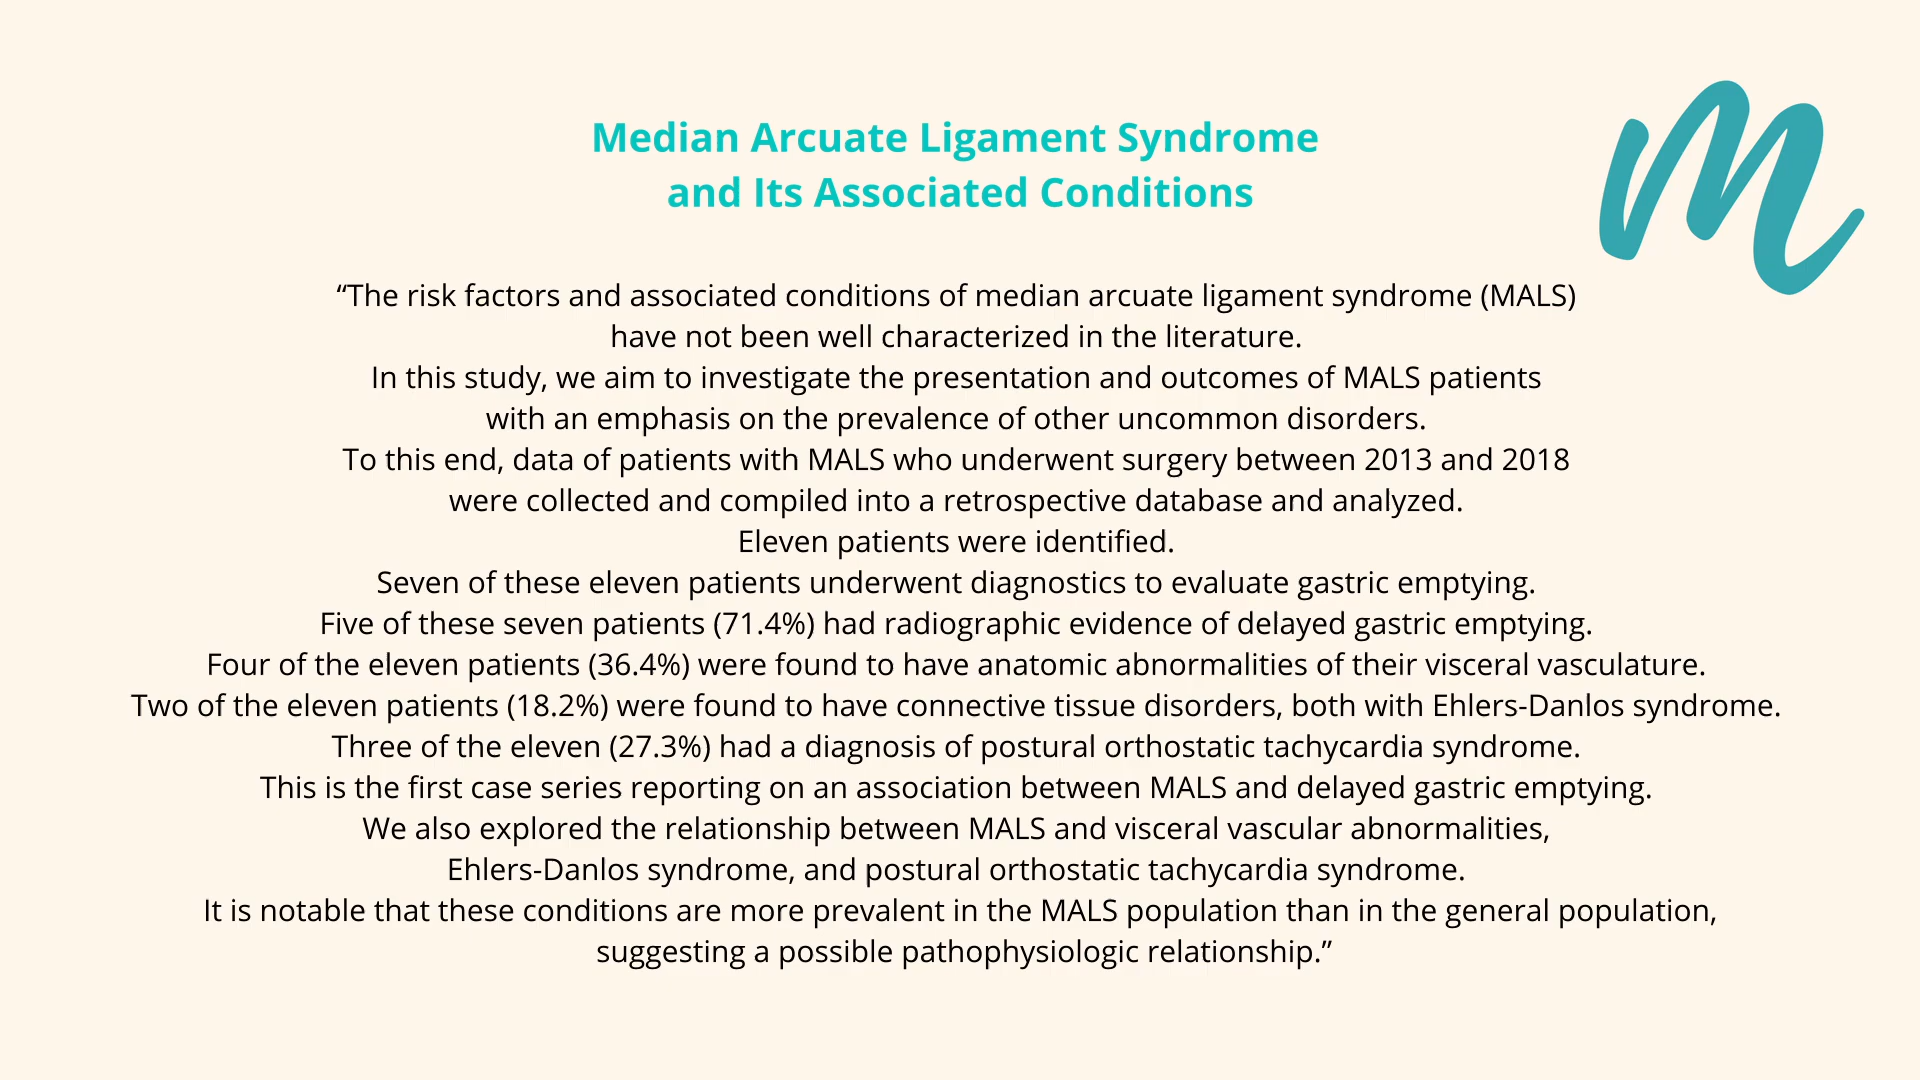 Median Arcuate Ligament Syndrome
and Its Associated Conditions
m
“The risk factors and associated conditions of median arcuate ligament syndrome (MALS)
have not been well characterized in the literature.
In this study, we aim to investigate the presentation and outcomes of MALS patients
with an emphasis on the prevalence of other uncommon disorders.
To this end, data of patients with MALS who underwent surgery between 2013 and 2018
were collected and compiled into a retrospective database and analyzed.
Eleven patients were identified.
Seven of these eleven patients underwent diagnostics to evaluate gastric emptying.
Five of these seven patients (71.4%) had radiographic evidence of delayed gastric emptying.
Four of the eleven patients (36.4%) were found to have anatomic abnormalities of their visceral vasculature.
Two of the eleven patients (18.2%) were found to have connective tissue disorders, both with Ehlers-Danlos syndrome.
Three of the eleven (27.3%) had a diagnosis of postural orthostatic tachycardia syndrome.
This is the first case series reporting on an association between MALS and delayed gastric emptying.
We also explored the relationship between MALS and visceral vascular abnormalities,
Ehlers-Danlos syndrome, and postural orthostatic tachycardia syndrome.
It is notable that these conditions are more prevalent in the MALS population than in the general population,
suggesting a possible pathophysiologic relationship.”